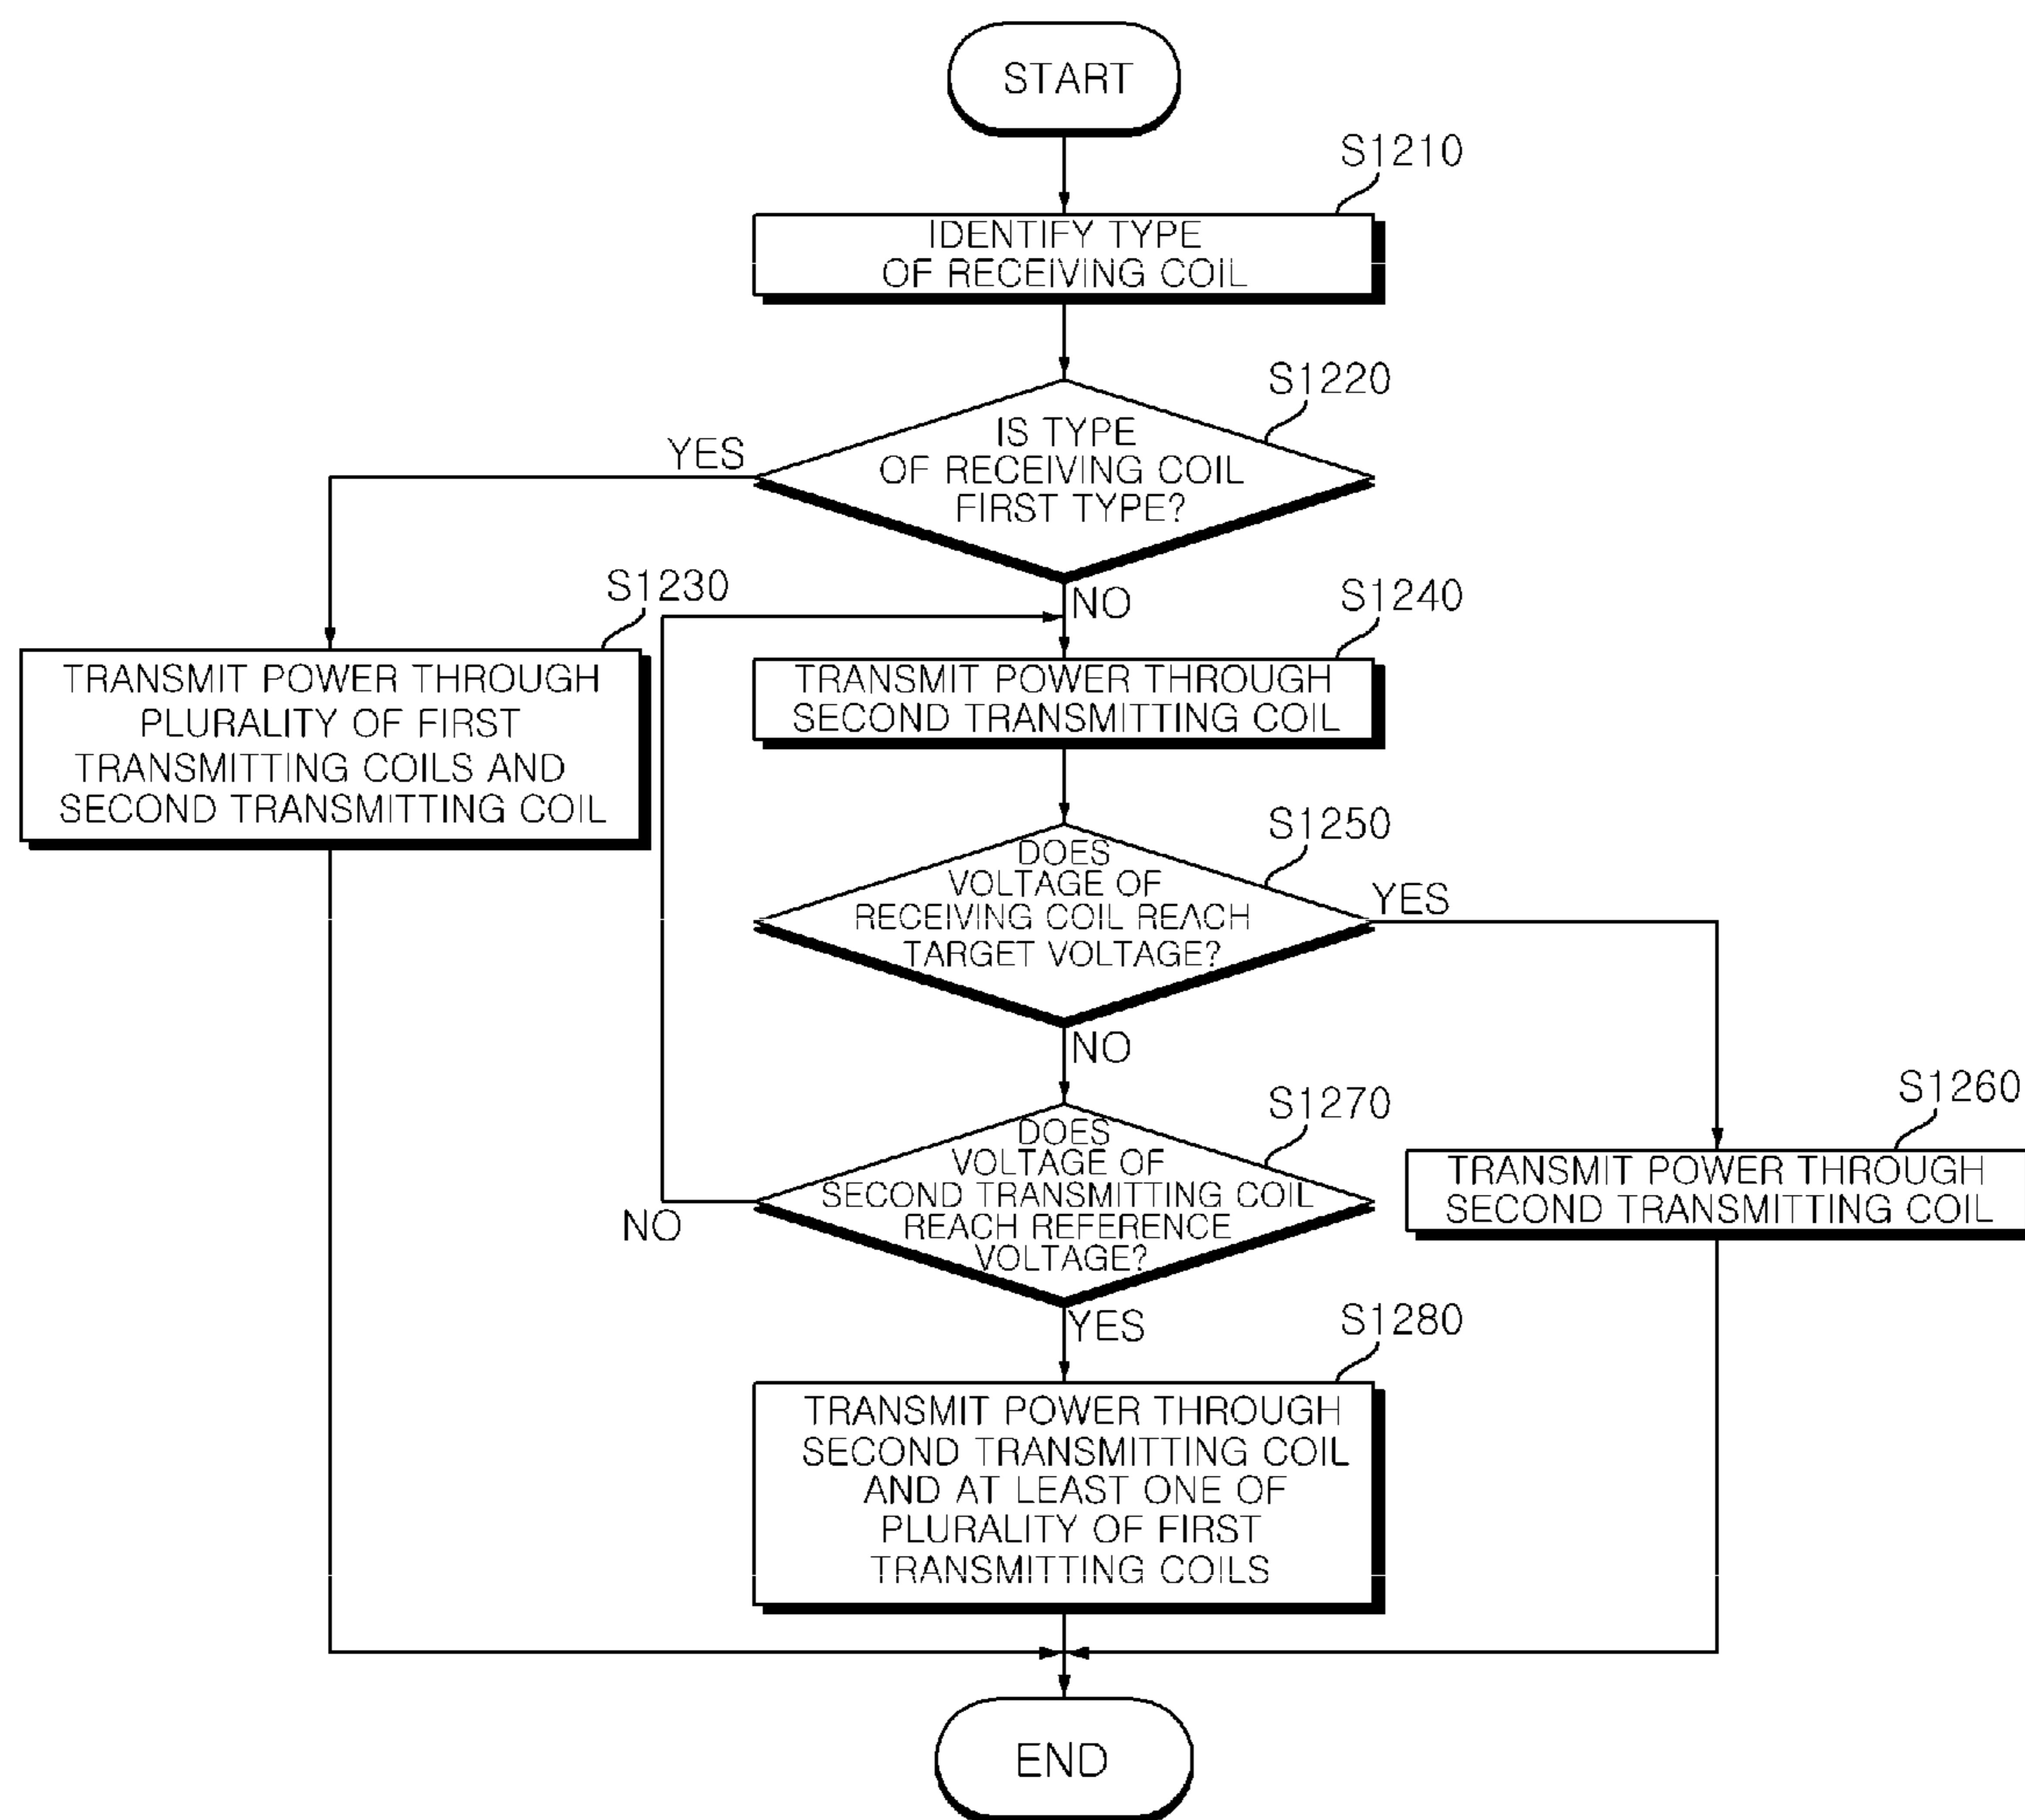 START
S1210
IDENTIFY TYPE
OF RECEIVING COIL
S1220
IS TYPE
OF RECEIVING COIL
FIRST TYPE?
YES
NO
S1230
TRANSMIT POWER THROUGH
PLURALITY OF FIRST
TRANSMITTING COILS AND
SECOND TRANSMITTING COIL
S1240
TRANSMIT POWER THROUGH
SECOND TRANSMITTING COIL
S1250
DOES
VOLTAGE OF
RECEIVING COIL REACH
TARGET VOLTAGE?
YES
NO
S1260
TRANSMIT POWER THROUGH
SECOND TRANSMITTING COIL
S1270
DOES
VOLTAGE OF
SECOND TRANSMITTING COIL
REACH REFERENCE
VOLTAGE?
NO
YES
S1280
TRANSMIT POWER THROUGH
SECOND TRANSMITTING COIL
AND AT LEAST ONE OF
PLURALITY OF FIRST
TRANSMITTING COILS
END